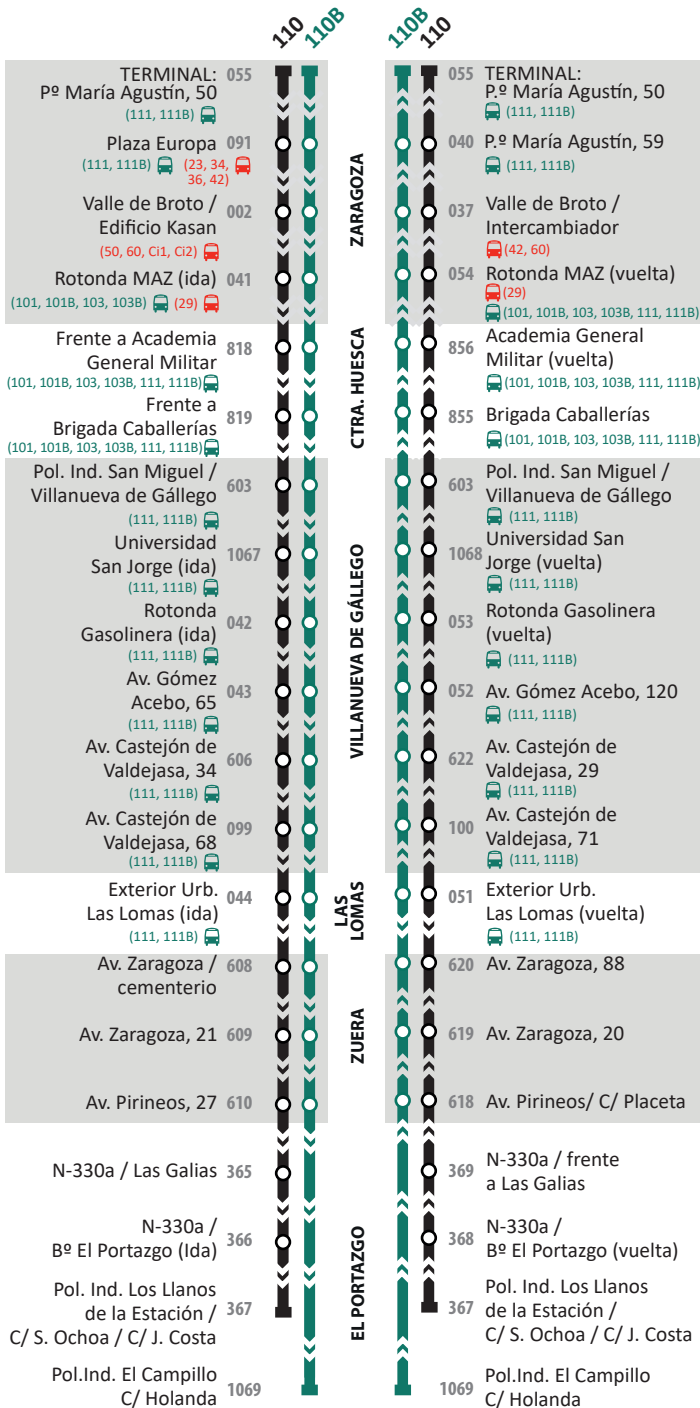 110
110B
TERMINAL: 055
Pº María Agustín, 50
(111, 111B)
Plaza Europa 091
(111, 111B) (23, 34,
36, 42)
Valle de Broto / 002
Edificio Kasan
(50, 60, Ci1, Ci2)
Rotonda MAZ (ida) 041
(101, 101B, 103, 103B) (29)
Frente a Academia 818
General Militar
(101, 101B, 103, 103B, 111, 111B)
Frente a 819
Brigada Caballerías
(101, 101B, 103, 103B, 111, 111B)
Pol. Ind. San Miguel / 603
Villanueva de Gállego
(111, 111B)
Universidad 1067
San Jorge (ida)
(111, 111B)
Rotonda 042
Gasolinera (ida)
(111, 111B)
Av. Gómez 043
Acebo, 65
(111, 111B)
Av. Castejón de 606
Valdejasa, 34
(111, 111B)
Av. Castejón de 099
Valdejasa, 68
(111, 111B)
Exterior Urb. 044
Las Lomas (ida)
(111, 111B)
Av. Zaragoza / 608
cementerio
Av. Zaragoza, 21 609
Av. Pirineos, 27 610
N-330a / Las Galias 365
N-330a / 366
Bº El Portazgo (Ida)
Pol. Ind. Los Llanos
de la Estación / 367
C/ S. Ochoa / C/ J. Costa
Pol.Ind. El Campillo 1069
C/ Holanda
ZARAGOZA
CTRA. HUESCA
VILLANUEVA DE GÁLLEGO
LAS
LOMAS
ZUERA
EL PORTAZGO
110B
110
055 TERMINAL:
P.º María Agustín, 50
(111, 111B)
040 P.º María Agustín, 59
(111, 111B)
037 Valle de Broto /
Intercambiador
(42, 60)
054 Rotonda MAZ (vuelta)
(29)
(101, 101B, 103, 103B, 111, 111B)
856 Academia General
Militar (vuelta)
(101, 101B, 103, 103B, 111, 111B)
855 Brigada Caballerías
(101, 101B, 103, 103B, 111, 111B)
603 Pol. Ind. San Miguel /
Villanueva de Gállego
(111, 111B)
1068 Universidad San
Jorge (vuelta)
(111, 111B)
053 Rotonda Gasolinera
(vuelta)
(111, 111B)
052 Av. Gómez Acebo, 120
(111, 111B)
622 Av. Castejón de
Valdejasa, 29
(111, 111B)
100 Av. Castejón de
Valdejasa, 71
(111, 111B)
051 Exterior Urb.
Las Lomas (vuelta)
(111, 111B)
620 Av. Zaragoza, 88
619 Av. Zaragoza, 20
618 Av. Pirineos/ C/ Placeta
369 N-330a / frente
a Las Galias
368 N-330a /
Bº El Portazgo (vuelta)
367 Pol. Ind. Los Llanos
de la Estación /
C/ S. Ochoa / C/ J. Costa
1069 Pol.Ind. El Campillo
C/ Holanda